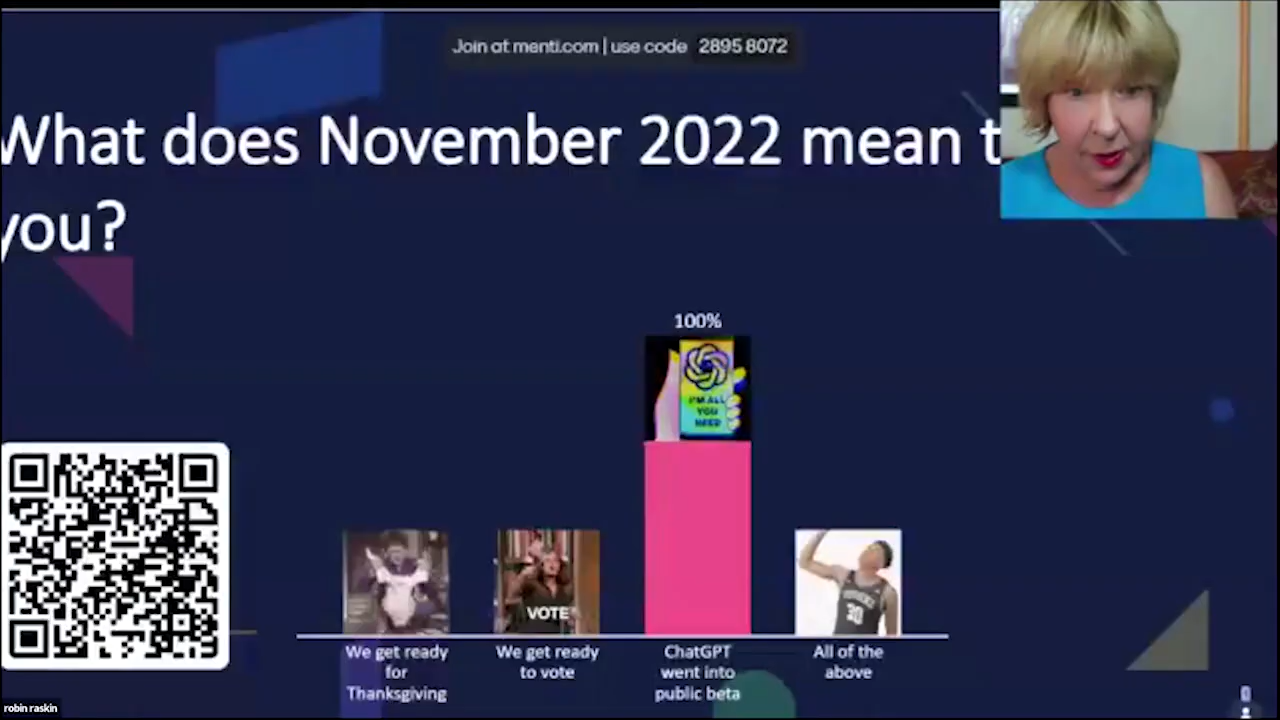 Join at menti.com | use code 2895 8072
What does November 2022 mean t
you?
100%
I'M ALL
YOU
NEED
VOTE
30
We get ready
for
Thanksgiving
We get ready
to vote
ChatGPT
went into
public beta
All of the
above
0
robin raskin